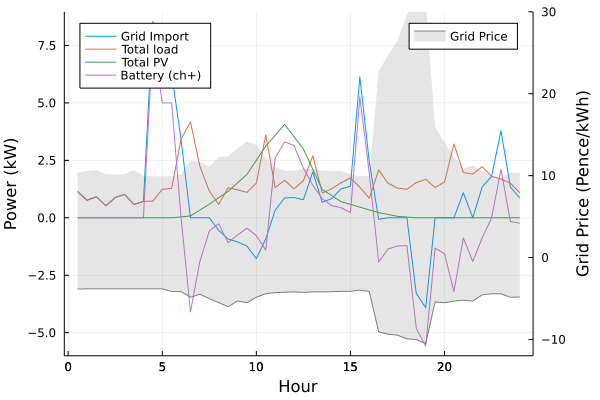 Grid Import
Total load
Total PV
Battery (ch+)
Grid Price
7.5
5.0
2.5
0.0
−2.5
−5.0
30
20
10
0
−10
0
5
10
15
20
Power (kW)
Grid Price (Pence/kWh)
Hour